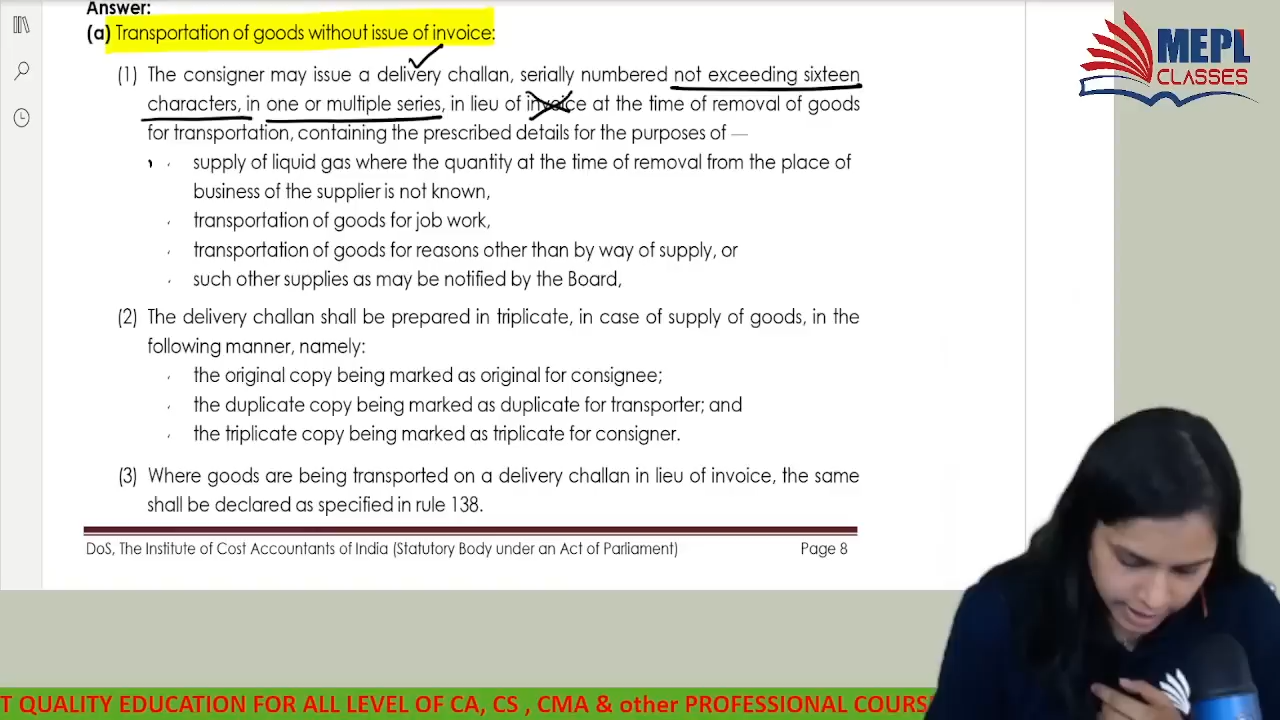 Answer:
(a) Transportation of goods without issue of invoice:
(1) The consigner may issue a delivery challan, serially numbered not exceeding sixteen
characters, in one or multiple series, in lieu of invoice at the time of removal of goods
for transportation, containing the prescribed details for the purposes of —
supply of liquid gas where the quantity at the time of removal from the place of
business of the supplier is not known,
transportation of goods for job work,
transportation of goods for reasons other than by way of supply, or
such other supplies as may be notified by the Board,
(2) The delivery challan shall be prepared in triplicate, in case of supply of goods, in the
following manner, namely:
the original copy being marked as original for consignee;
the duplicate copy being marked as duplicate for transporter; and
the triplicate copy being marked as triplicate for consigner.
(3) Where goods are being transported on a delivery challan in lieu of invoice, the same
shall be declared as specified in rule 138.
DoS, The Institute of Cost Accountants of India (Statutory Body under an Act of Parliament) Page 8
MEPL
CLASSES
T QUALITY EDUCATION FOR ALL LEVEL OF CA, CS , CMA & other PROFESSIONAL COURS